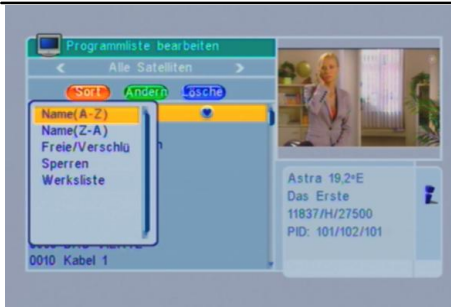 Programmliste bearbeiten
Alle Satelliten
Sort Ändern Lösche
Name(A-Z)
Name(Z-A)
Freie/Verschlü
Sperren
Werksliste
0010 Kabel 1
Astra 19,2ºE
Das Erste
11837/H/27500
PID: 101/102/101